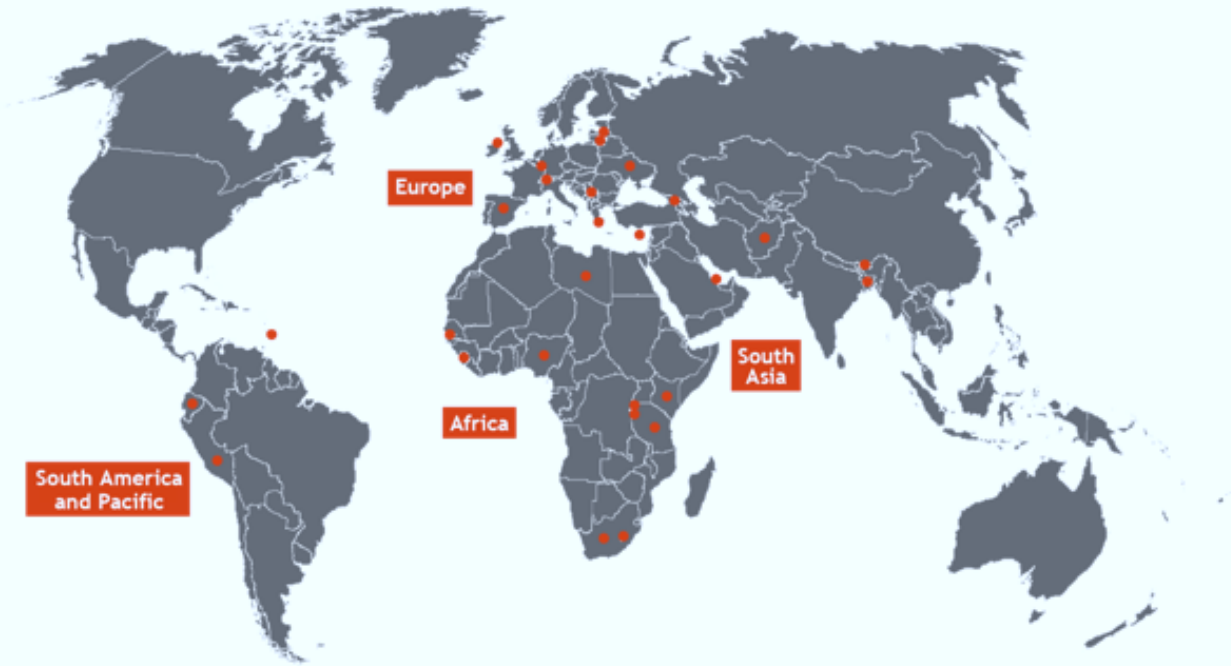 Europe
South
Asia
Africa
South America
and Pacific